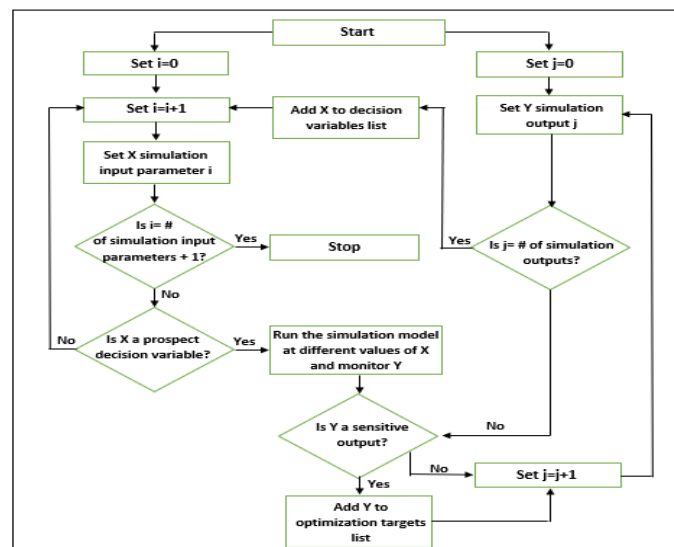 Start
Set i=0
Set j=0
Set i=i+1
Add X to decision
variables list
Set Y simulation
output j
Set X simulation
input parameter i
Is i= #
of simulation input
parameters + 1?
Yes
Stop
Yes
Is j= # of simulation
outputs?
No
No
Is X a prospect
decision variable?
Yes
Run the simulation model
at different values of X
and monitor Y
Is Y a sensitive
output?
No
No
Set j=j+1
Yes
Add Y to
optimization targets
list